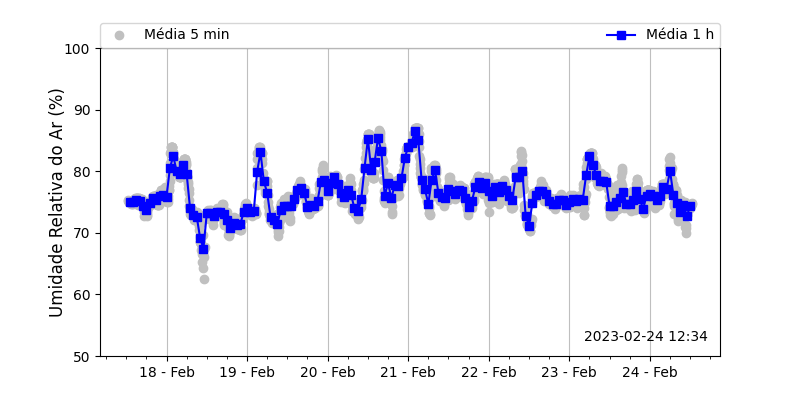 Média 5 min
Média 1 h
100
90
80
70
60
50
Umidade Relativa do Ar (%)
2023-02-24 12:34
18 - Feb
19 - Feb
20 - Feb
21 - Feb
22 - Feb
23 - Feb
24 - Feb